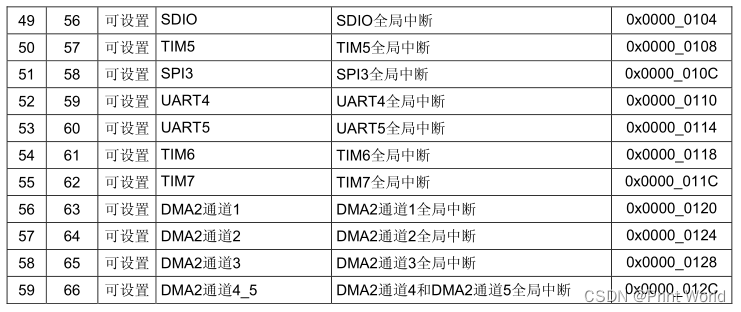 49 56 可设置 SDIO SDIO全局中断 0x0000_0104
50 57 可设置 TIM5 TIM5全局中断 0x0000_0108
51 58 可设置 SPI3 SPI3全局中断 0x0000_010C
52 59 可设置 UART4 UART4全局中断 0x0000_0110
53 60 可设置 UART5 UART5全局中断 0x0000_0114
54 61 可设置 TIM6 TIM6全局中断 0x0000_0118
55 62 可设置 TIM7 TIM7全局中断 0x0000_011C
56 63 可设置 DMA2通道1 DMA2通道1全局中断 0x0000_0120
57 64 可设置 DMA2通道2 DMA2通道2全局中断 0x0000_0124
58 65 可设置 DMA2通道3 DMA2通道3全局中断 0x0000_0128
59 66 可设置 DMA2通道4_5 DMA2通道4和DMA2通道5全局中断 0x0000_012C
CSDN @Print World